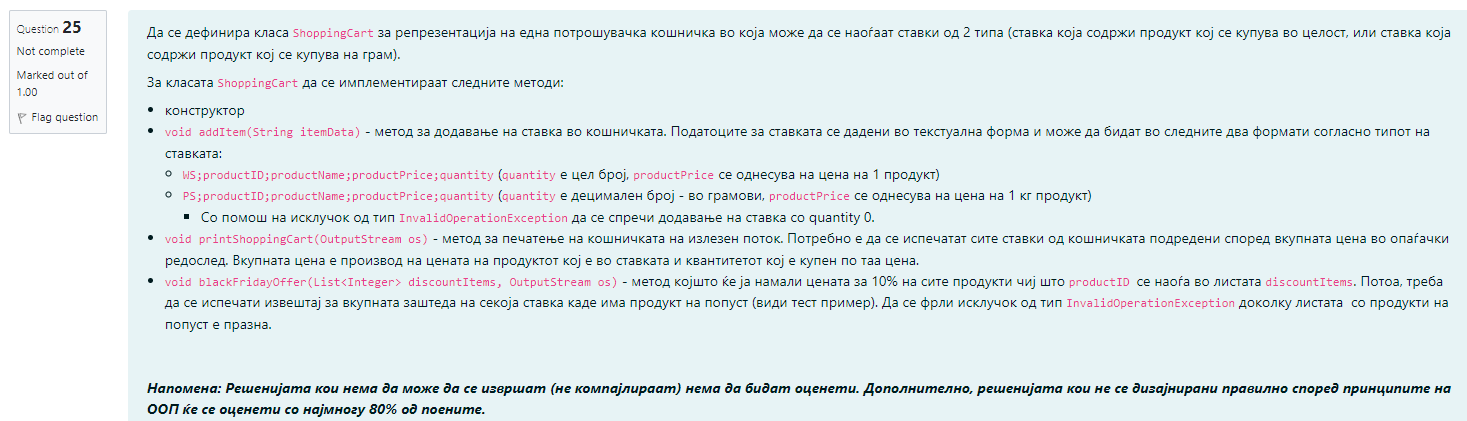 Question 25
Not complete
Marked out of
1.00
Flag question
Да се дефинира класа ShoppingCart за репрезентација на една потрошувачка кошничка во која може да се наоѓаат ставки од 2 типа (ставка која содржи продукт кој се купува во целост, или ставка која
содржи продукт кој се купува на грам).
За класата ShoppingCart да се имплементираат следните методи:
• конструктор
• void addItem(String itemData) - метод за додавање на ставка во кошничката. Податоците за ставката се дадени во текстуална форма и може да бидат во следните два формати согласно типот на
ставката:
◦ WS;productID;productName;productPrice;quantity (quantity е цел број, productPrice се однесува на цена на 1 продукт)
◦ PS;productID;productName;productPrice;quantity (quantity е децимален број - во грамови, productPrice се однесува на цена на 1 кг продукт)
▪ Со помош на исклучок од тип InvalidOperationException да се спречи додавање на ставка со quantity 0.
• void printShoppingCart(OutputStream os) - метод за печатење на кошничката на излезен поток. Потребно е да се испечатат сите ставки од кошничката подредени според вкупната цена во опаѓачки
редослед. Вкупната цена е производ на цената на продуктот кој е во ставката и квантитетот кој е купен по таа цена.
• void blackFridayOffer(List<Integer> discountItems, OutputStream os) - метод којшто ќе ја намали цената за 10% на сите продукти чиј што productID се наоѓа во листата discountItems. Потоа, треба
да се испечати извештај за вкупната заштеда на секоја ставка каде има продукт на попуст (види тест пример). Да се фрли исклучок од тип InvalidOperationException доколку листата со продукти на
попуст е празна.
Напомена: Решенијата кои нема да може да се извршат (не компајлираат) нема да бидат оценети. Дополнително, решенијата кои не се дизајнирани правилно според принципите на
ООП ќе се оценети со најмногу 80% од поените.